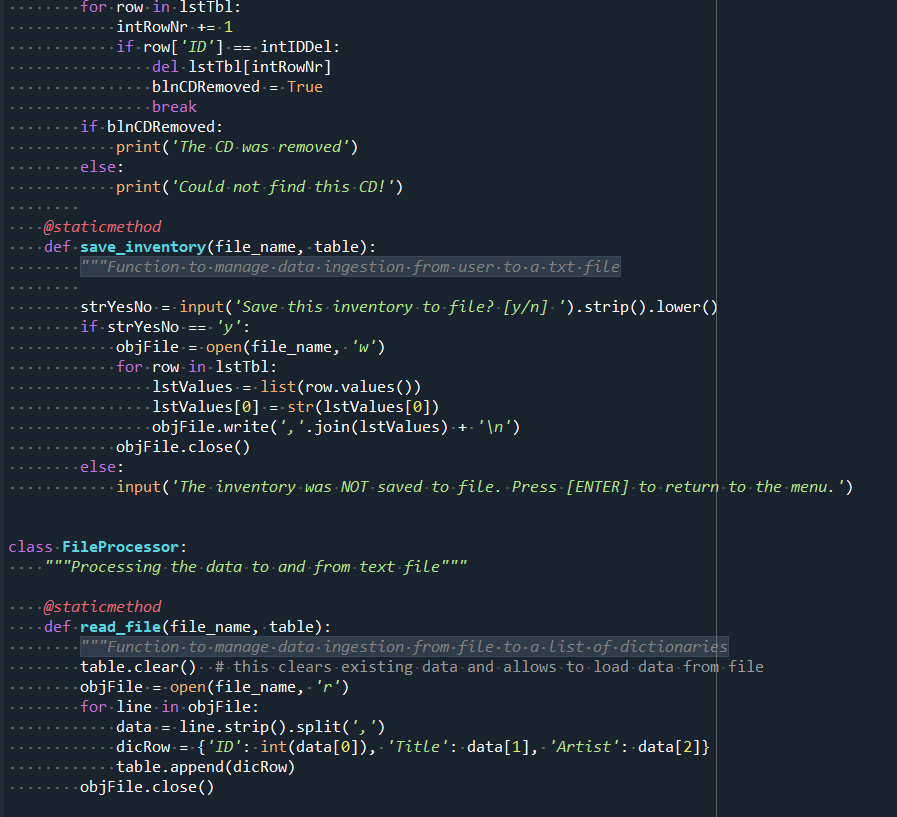 for row in lstTbl:
            intRowNr += 1
            if row['ID'] == intIDDel:
                del lstTbl[intRowNr]
                blnCDRemoved = True
                break
        if blnCDRemoved:
            print('The CD was removed')
        else:
            print('Could not find this CD!')

    @staticmethod
    def save_inventory(file_name, table):
        """Function to manage data ingestion from user to a txt file

        strYesNo = input('Save this inventory to file? [y/n] ').strip().lower()
        if strYesNo == 'y':
            objFile = open(file_name, 'w')
            for row in lstTbl:
                lstValues = list(row.values())
                lstValues[0] = str(lstValues[0])
                objFile.write(','.join(lstValues) + '\n')
            objFile.close()
        else:
            input('The inventory was NOT saved to file. Press [ENTER] to return to the menu.')


class FileProcessor:
    """Processing the data to and from text file"""

    @staticmethod
    def read_file(file_name, table):
        """Function to manage data ingestion from file to a list of dictionaries
        table.clear()  # this clears existing data and allows to load data from file
        objFile = open(file_name, 'r')
        for line in objFile:
            data = line.strip().split(',')
            dicRow = {'ID': int(data[0]), 'Title': data[1], 'Artist': data[2]}
            table.append(dicRow)
        objFile.close()